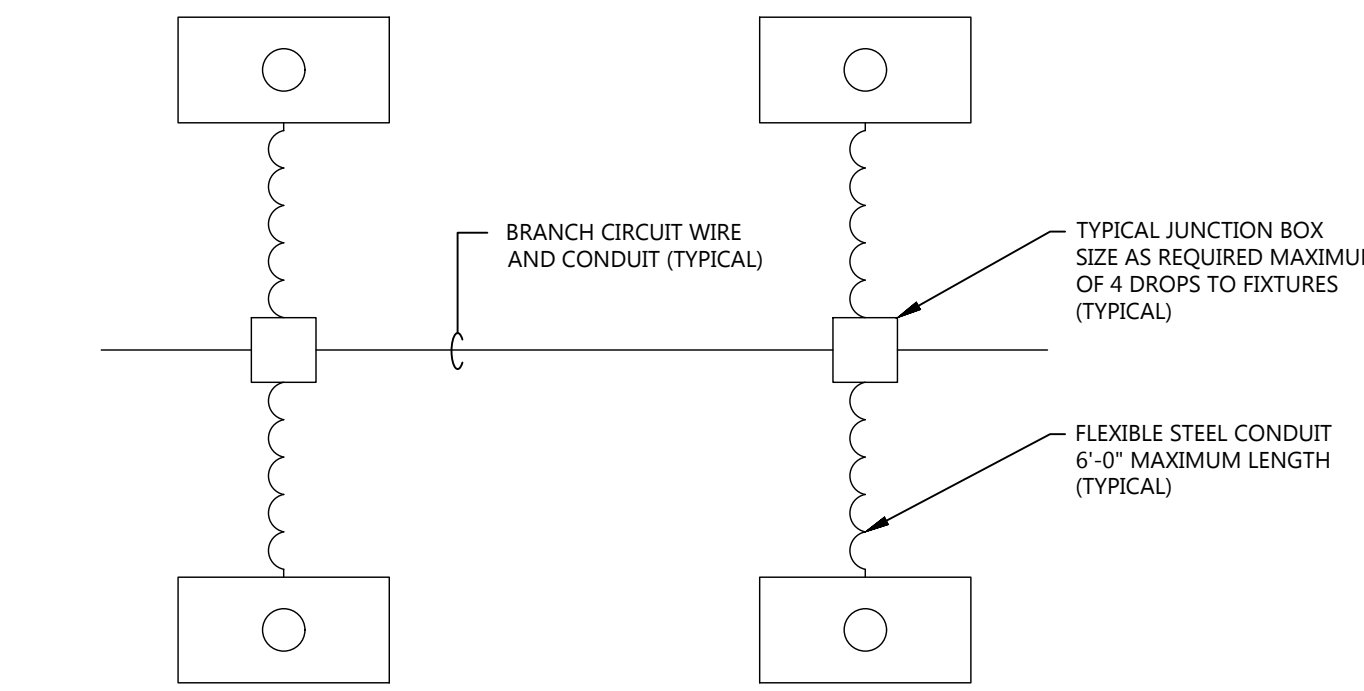 BRANCH CIRCUIT WIRE
AND CONDUIT (TYPICAL)
TYPICAL JUNCTION BOX
SIZE AS REQUIRED
OF 4 DROPS TO FIXTURES
(TYPICAL)
FLEXIBLE STEEL CONDUIT
6'-0" MAXIMUM LENGTH
(TYPICAL)